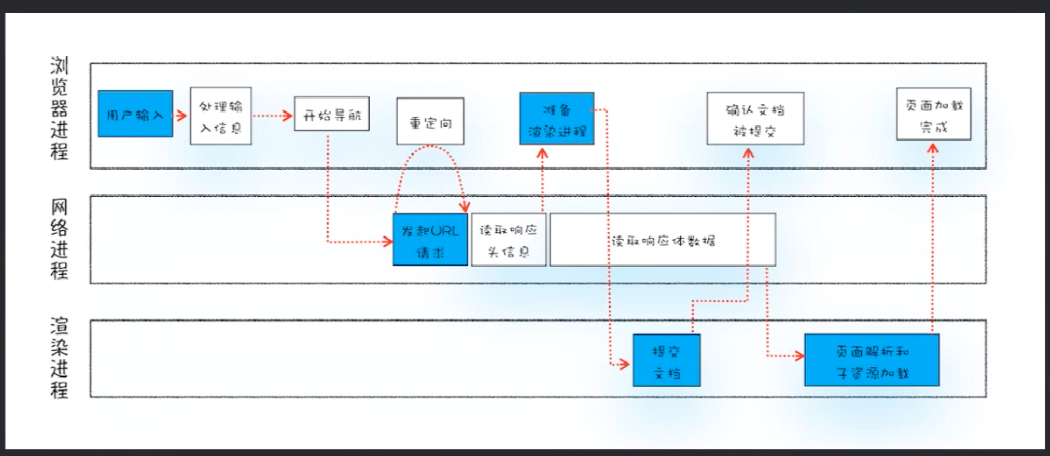 浏览器进程
用户输入
处理输
入信息
开始导航
重定向
准备
渲染进程
确认文档
被提交
页面加载
完成
网络进程
发起URL
请求
读取响应
头信息
读取响应体数据
渲染进程
提交
文档
页面解析和
子资源加载